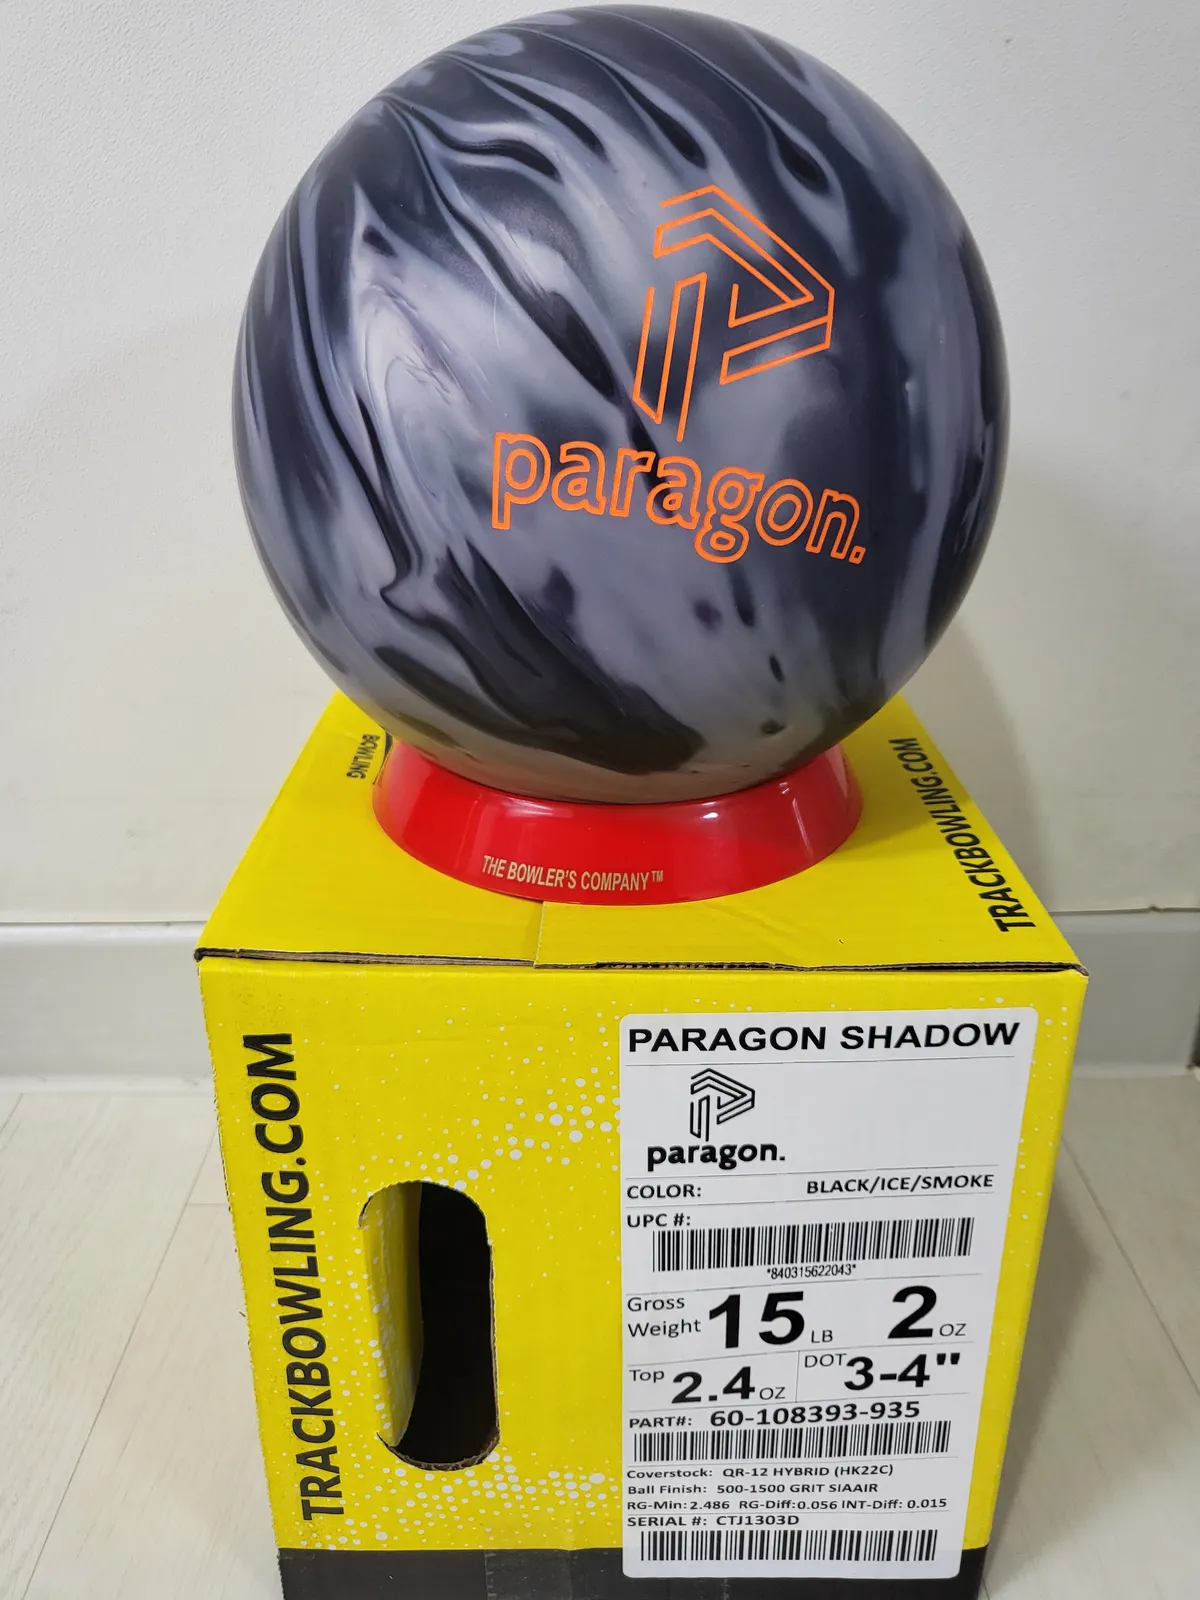 paragon.
THE BOWLER'S COMPANY™
BOWLING
TRACKBOWLING.COM
TRACKBOWLING.COM
PARAGON SHADOW
paragon.
COLOR: BLACK/ICE/SMOKE
UPC #:
*840315622043*
Gross Weight 15 LB 2 OZ
Top 2.4 OZ DOT 3-4"
PART#: 60-108393-935
Coverstock: QR-12 HYBRID (HK22C)
Ball Finish: 500-1500 GRIT SIAAIR
RG-Min: 2.486 RG-Diff: 0.056 INT-Diff: 0.015
SERIAL #: CTJ1303D